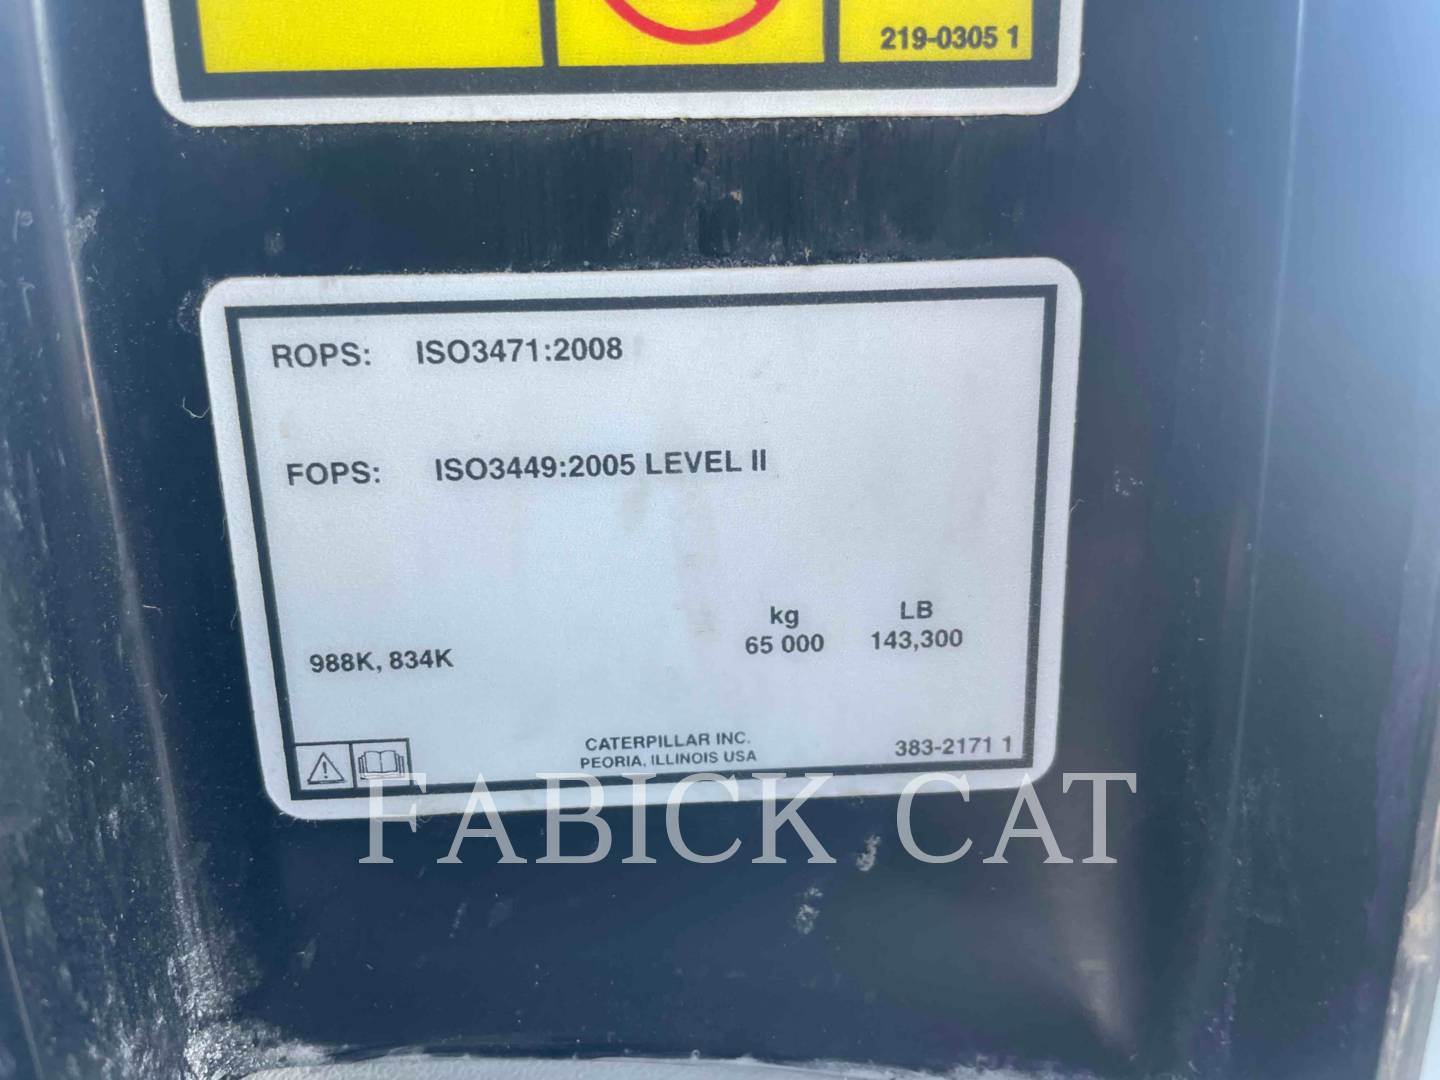 219-0305 1
ROPS: ISO3471:2008
FOPS: ISO3449:2005 LEVEL II
kg LB
988K, 834K 65 000 143,300
CATERPILLAR INC.
PEORIA, ILLINOIS USA
383-2171 1
FABICK CAT